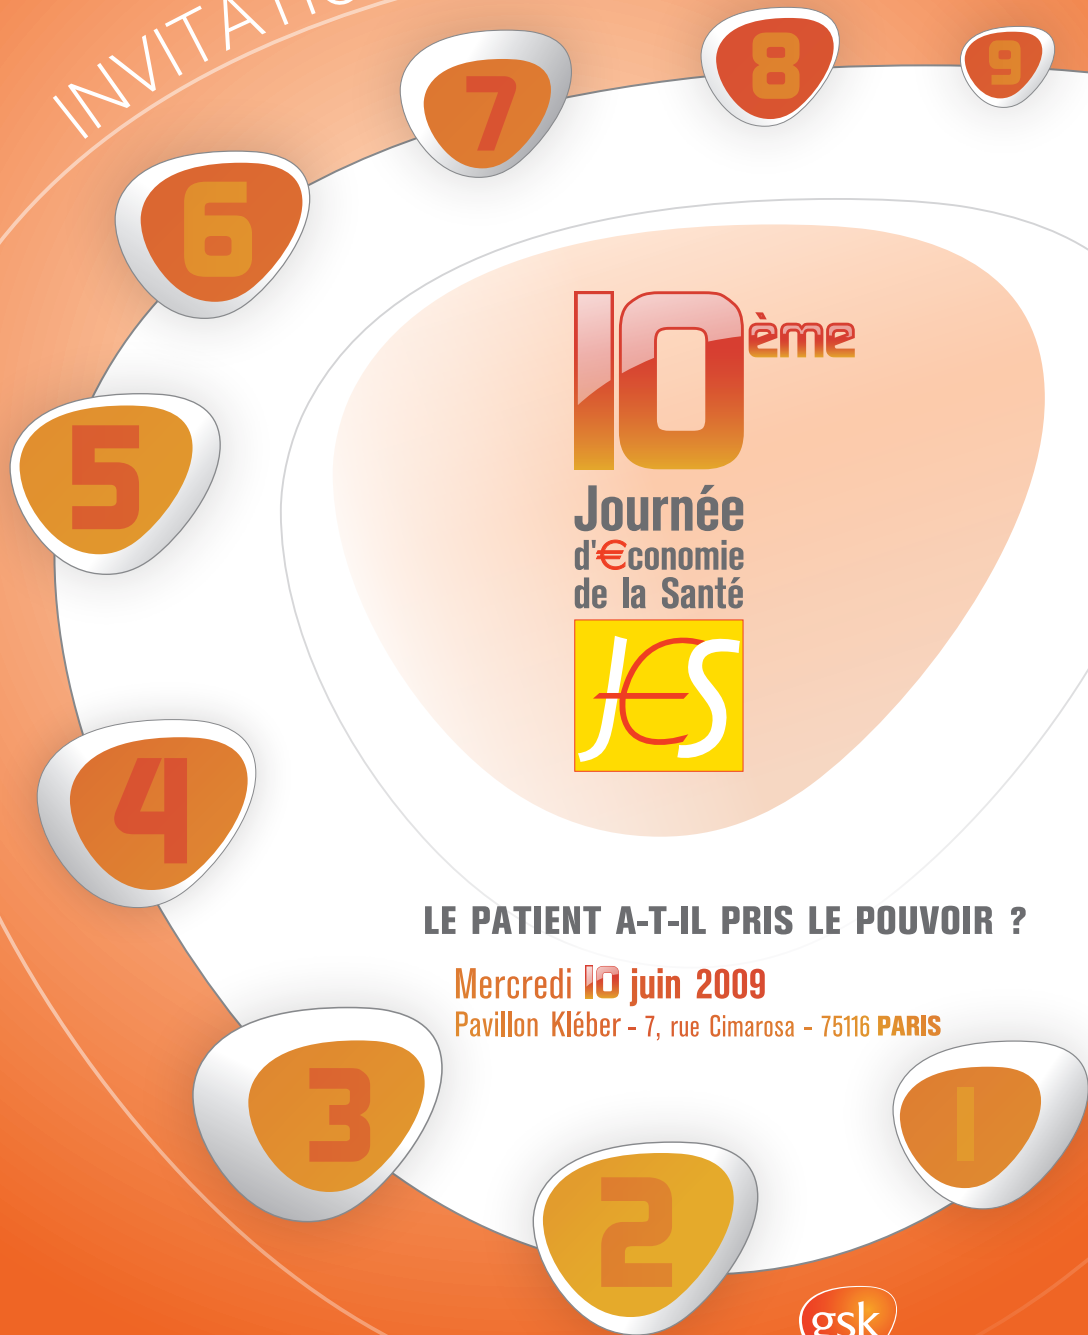 INVITATIO
7
8
9
6
5
4
3
2
1
10ème
Journée
d'€conomie
de la Santé
J€S
LE PATIENT A-T-IL PRIS LE POUVOIR ?
Mercredi 10 juin 2009
Pavillon Kléber - 7, rue Cimarosa - 75116 PARIS
gsk